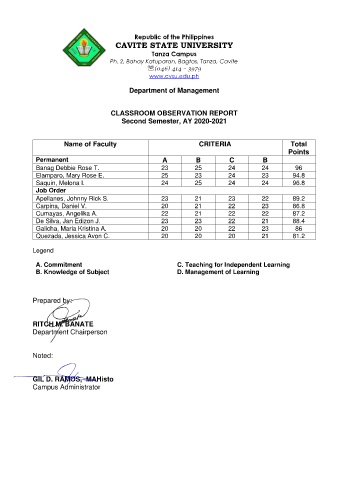 Republic of the Philippines
CAVITE STATE UNIVERSITY
Tanza Campus
Ph. 2, Bahay Katuparan, Bagtas, Tanza, Cavite
☏(046) 414 – 3979
www.cvsu.edu.ph
Department of Management
CLASSROOM OBSERVATION REPORT
Second Semester, AY 2020-2021
Name of Faculty CRITERIA Total Points
Permanent A B C B
Banag Debbie Rose T. 23 25 24 24 96
Elamparo, Mary Rose E. 25 23 24 23 94.8
Saquin, Melona I. 24 25 24 24 96.8
Job Order
Apellanes, Johnny Rick S. 23 21 23 22 89.2
Carpina, Daniel V. 20 21 22 23 86.8
Cumayas, Angelika A. 22 21 22 22 87.2
De Silva, Jan Edizon J. 23 23 22 21 88.4
Galicha, Maria Kristina A. 20 20 22 23 86
Quezada, Jessica Avon C. 20 20 20 21 81.2
Legend
A. Commitment C. Teaching for Independent Learning
B. Knowledge of Subject D. Management of Learning
Prepared by:
RITCH M. BANATE
Department Chairperson
Noted:
GIL D. RAMOS, MAHisto
Campus Administrator